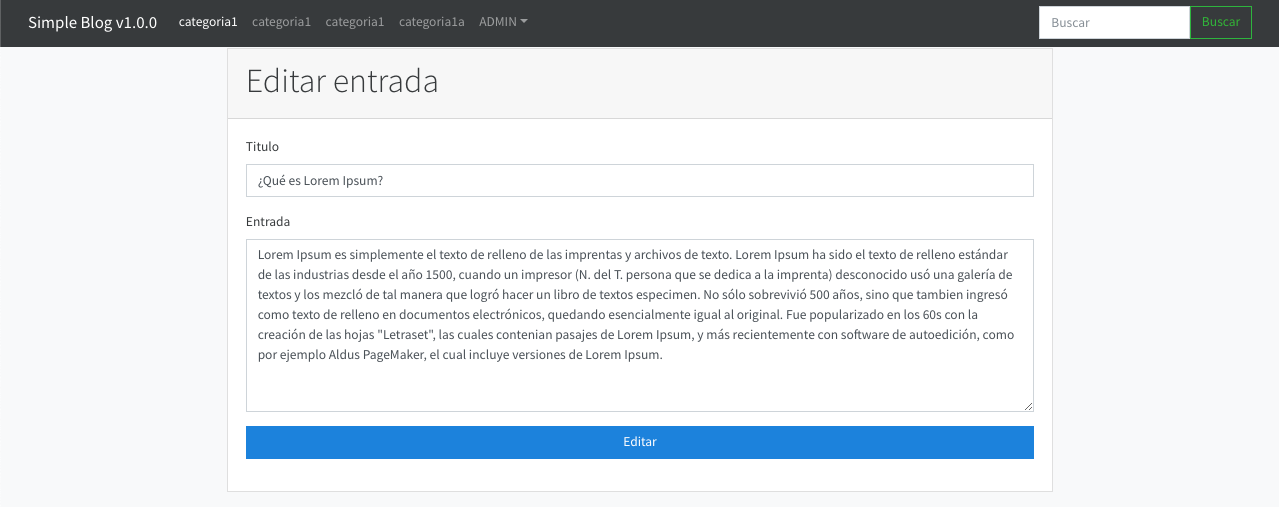 Simple Blog v1.0.0 categoria1 categoria1 categoria1 categoria1a ADMIN Buscar Buscar
Editar entrada
Titulo
¿Qué es Lorem Ipsum?
Entrada
Lorem Ipsum es simplemente el texto de relleno de las imprentas y archivos de texto. Lorem Ipsum ha sido el texto de relleno estándar
de las industrias desde el año 1500, cuando un impresor (N. del T. persona que se dedica a la imprenta) desconocido usó una galería de
textos y los mezcló de tal manera que logró hacer un libro de textos especimen. No sólo sobrevivió 500 años, sino que tambien ingresó
como texto de relleno en documentos electrónicos, quedando esencialmente igual al original. Fue popularizado en los 60s con la
creación de las hojas "Letraset", las cuales contenian pasajes de Lorem Ipsum, y más recientemente con software de autoedición, como
por ejemplo Aldus PageMaker, el cual incluye versiones de Lorem Ipsum.
Editar